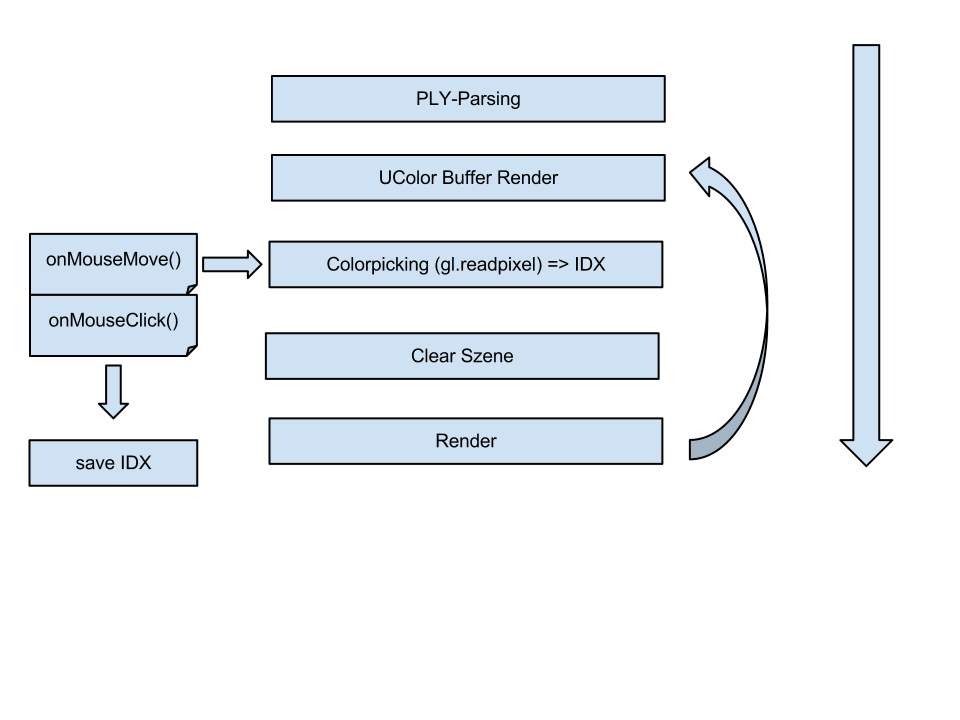 PLY-Parsing
UColor Buffer Render
onMouseMove()
Colorpicking (gl.readpixel) => IDX
onMouseClick()
Clear Szene
Render
save IDX